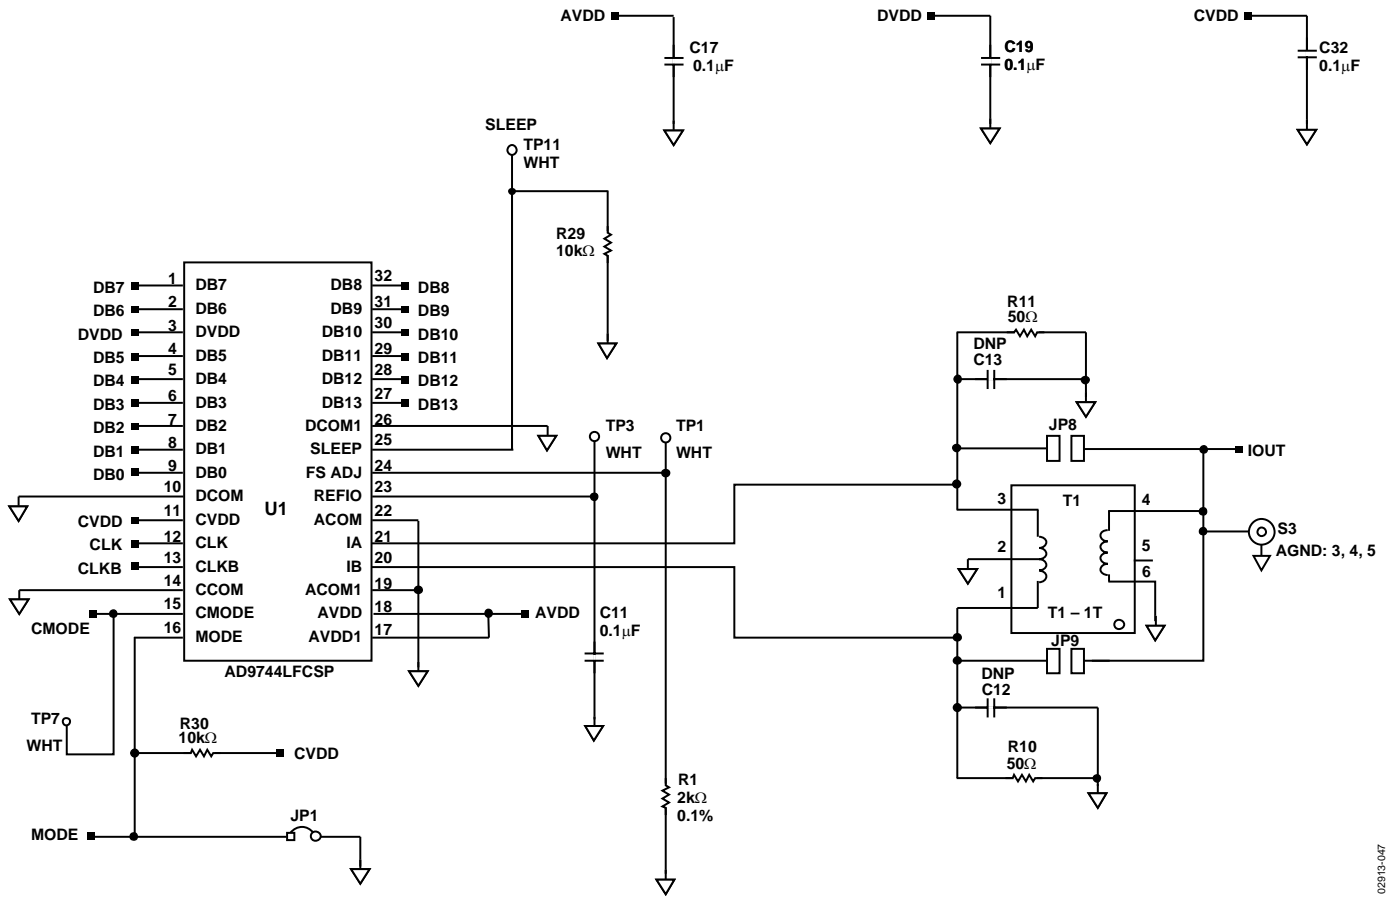 AVDD
C17
0.1μF
DVDD
C19
0.1μF
CVDD
C32
0.1μF
SLEEP
TP11
WHT
R29
10kΩ
DB7 1 DB7
DB6 2 DB6
DVDD 3 DVDD
DB5 4 DB5
DB4 5 DB4
DB3 6 DB3
DB2 7 DB2
DB1 8 DB1
DB0 9 DB0
10 DCOM
CVDD 11 CVDD
CLK 12 CLK
CLKB 13 CLKB
14 CCOM
CMODE 15 CMODE
16 MODE
U1
DB8 32 DB8
DB9 31 DB9
DB10 30 DB10
DB11 29 DB11
DB12 28 DB12
DB13 27 DB13
DCOM1 26
SLEEP 25
FS ADJ 24
REFIO 23
ACOM 22
IA 21
IB 20
ACOM1 19
AVDD 18 AVDD
AVDD1 17
AD9744LFCSP
TP3
WHT
TP1
WHT
C11
0.1μF
R1
2kΩ
0.1%
TP7
WHT
R30
10kΩ
CVDD
MODE
JP1
R11
50Ω
DNP
C13
JP8
IOUT
3 T1 4
2 5
6
1
T1 – 1T
S3
AGND: 3, 4, 5
JP9
DNP
C12
R10
50Ω
02913-047